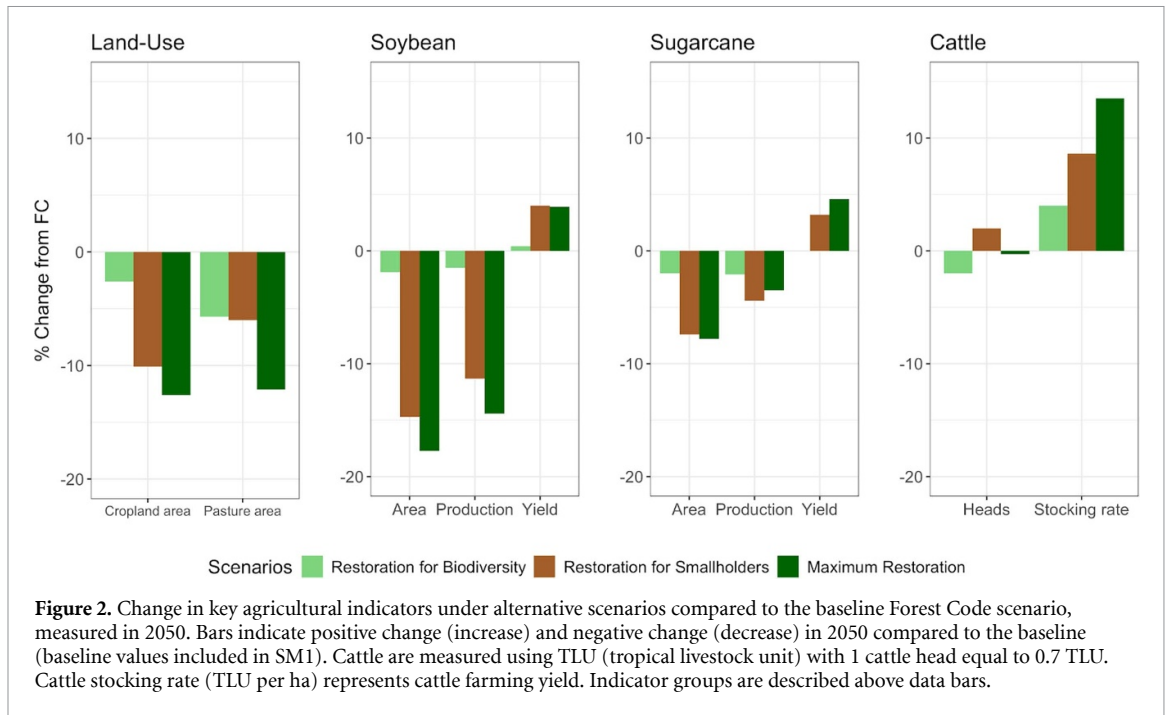 Land-Use
Soybean
Sugarcane
Cattle
% Change from FC
10
0
-10
-20
Cropland area Pasture area
10
0
-10
-20
Area Production Yield
10
0
-10
-20
Area Production Yield
10
0
-10
-20
Heads Stocking rate
Scenarios Restoration for Biodiversity Restoration for Smallholders Maximum Restoration
Figure 2. Change in key agricultural indicators under alternative scenarios compared to the baseline Forest Code scenario,
measured in 2050. Bars indicate positive change (increase) and negative change (decrease) in 2050 compared to the baseline
(baseline values included in SM1). Cattle are measured using TLU (tropical livestock unit) with 1 cattle head equal to 0.7 TLU.
Cattle stocking rate (TLU per ha) represents cattle farming yield. Indicator groups are described above data bars.